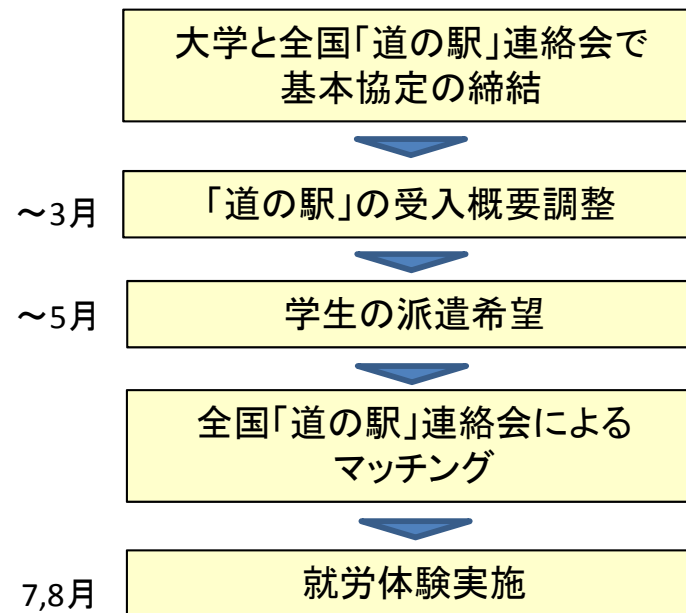 大学と全国「道の駅」連絡会で
基本協定の締結
～3月
「道の駅」の受入概要調整
～5月
学生の派遣希望
全国「道の駅」連絡会による
マッチング
7,8月
就労体験実施